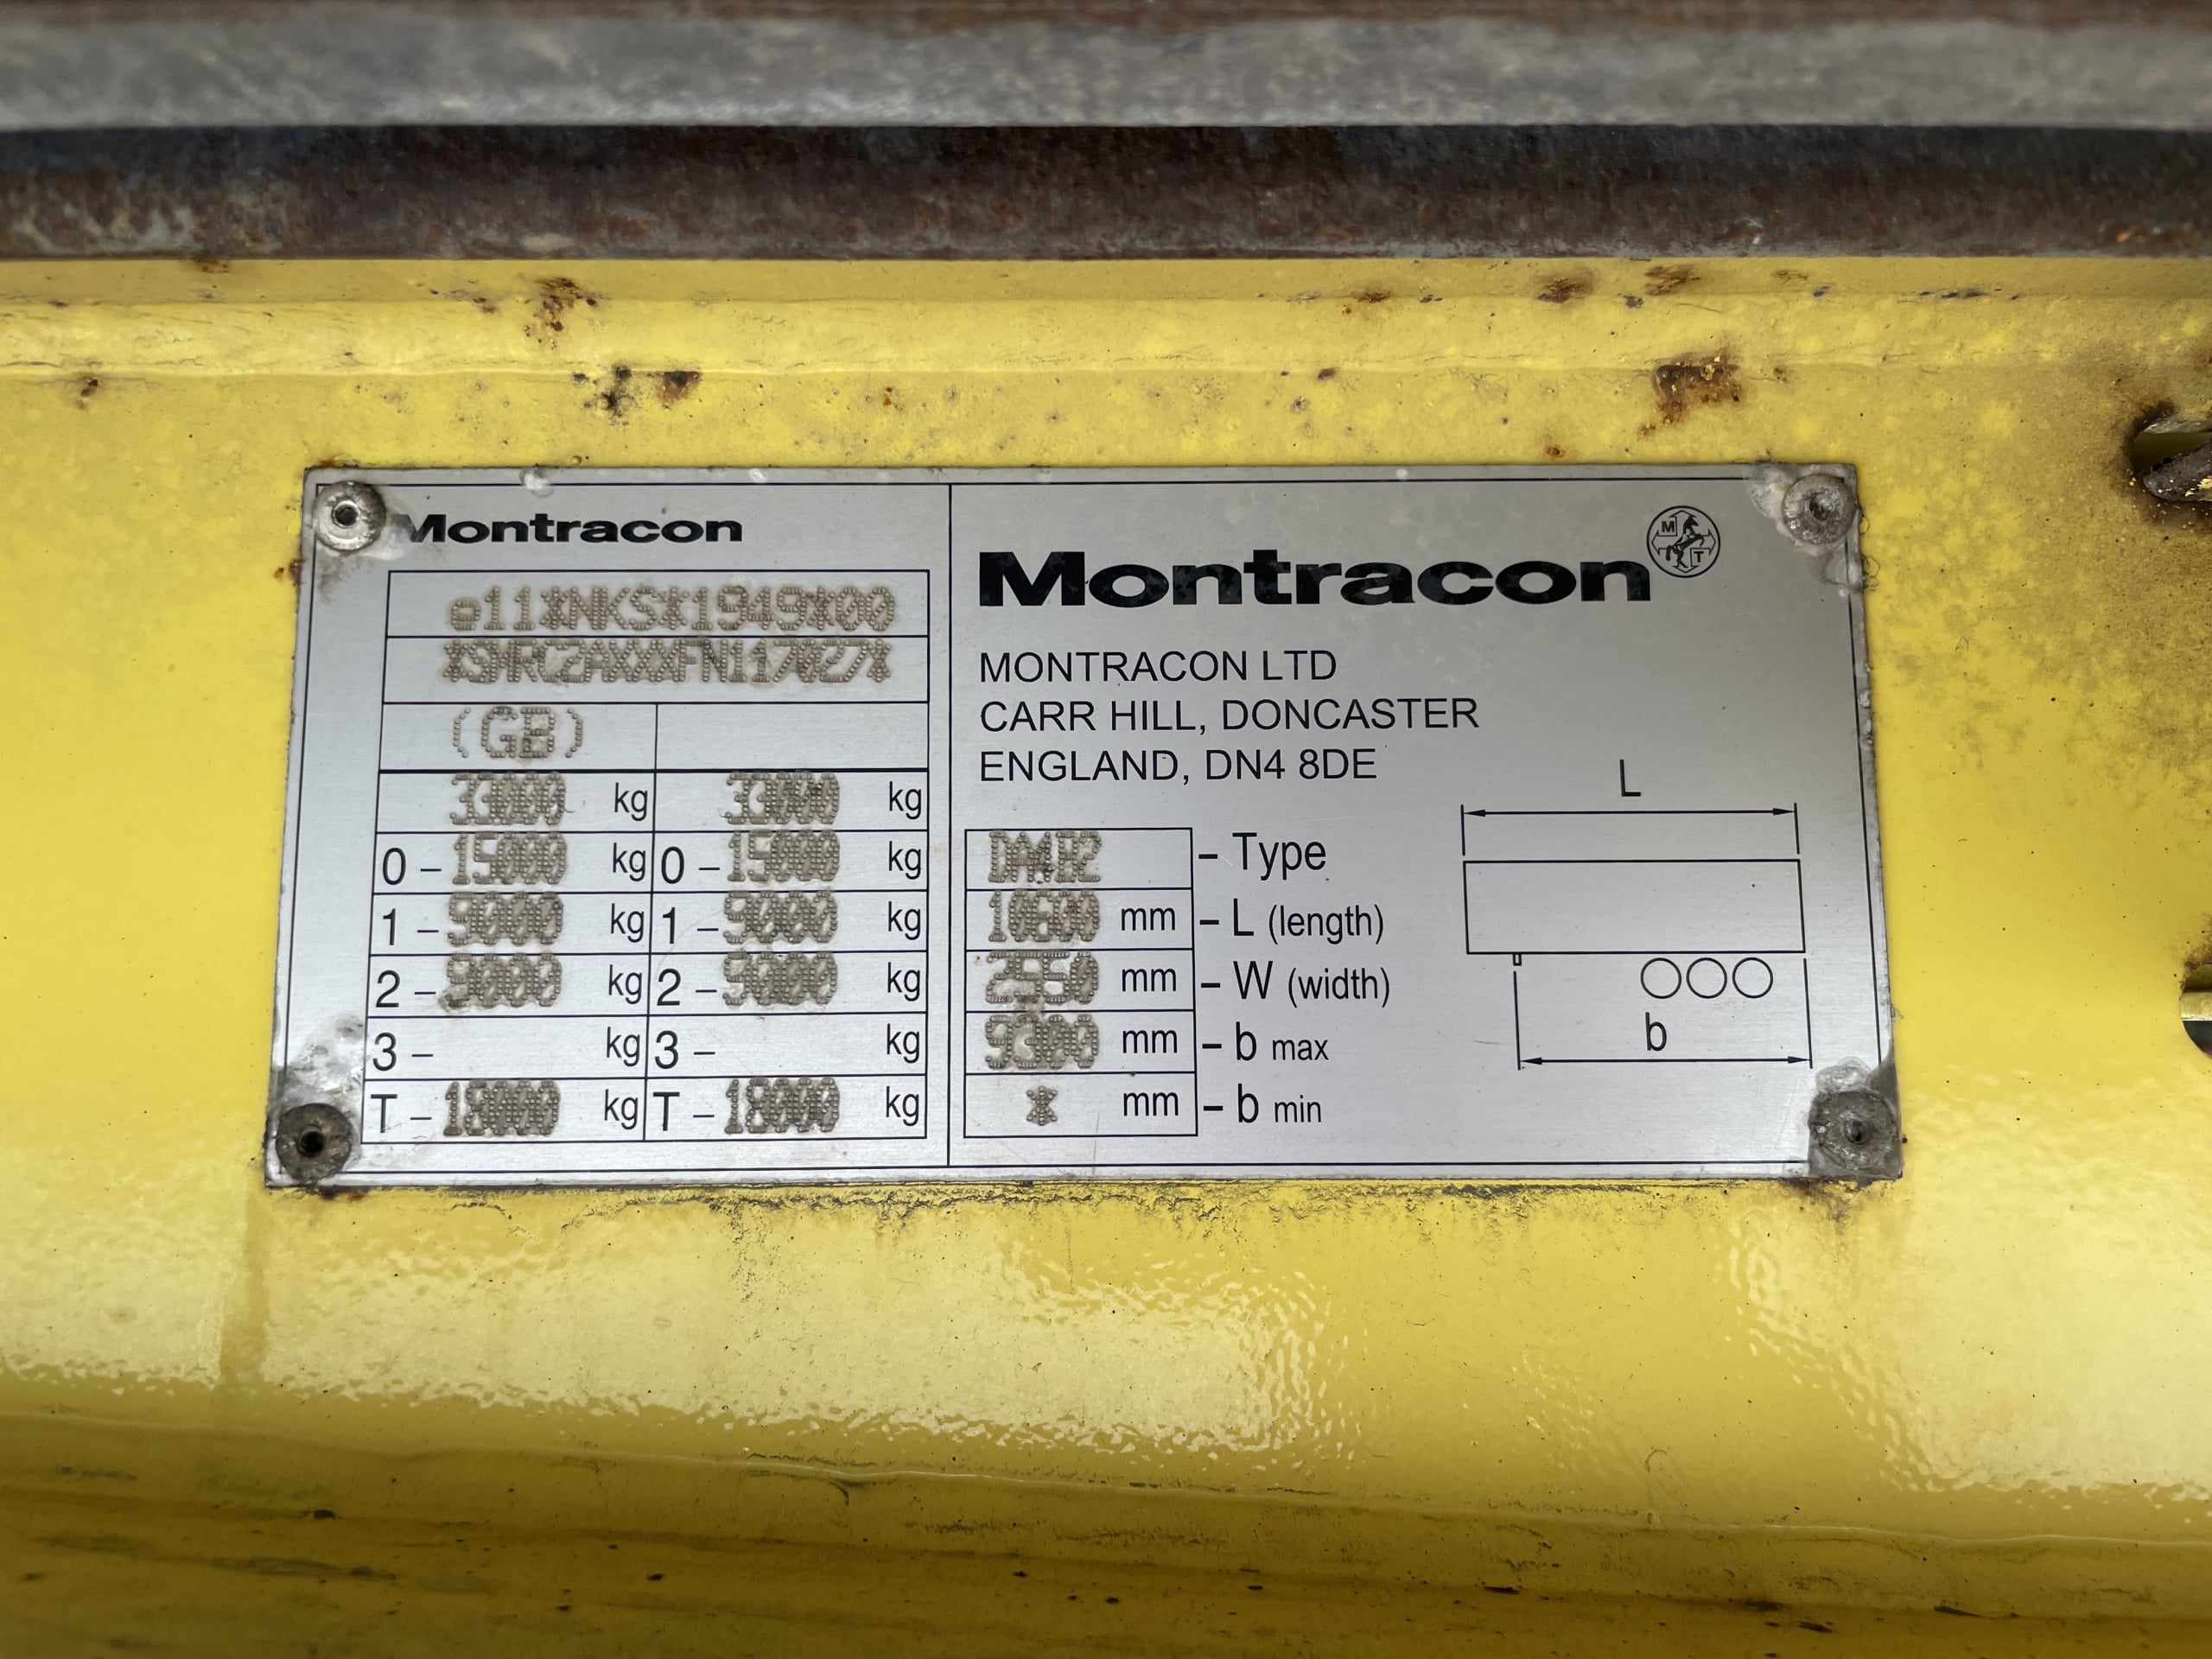 Montracon
e11*NKS*1949*00
*SMRC2AXXXFN117027*
(GB)
33000 kg 33000 kg
0 – 15000 kg 0 – 15000 kg
1 – 9000 kg 1 – 9000 kg
2 – 9000 kg 2 – 9000 kg
3 – kg 3 – kg
T – 18000 kg T – 18000 kg
Montracon
M
T
MONTRACON LTD
CARR HILL, DONCASTER
ENGLAND, DN4 8DE
– Type
mm – L (length)
2550 mm – W (width)
9300 mm – b max
* mm – b min
L
b